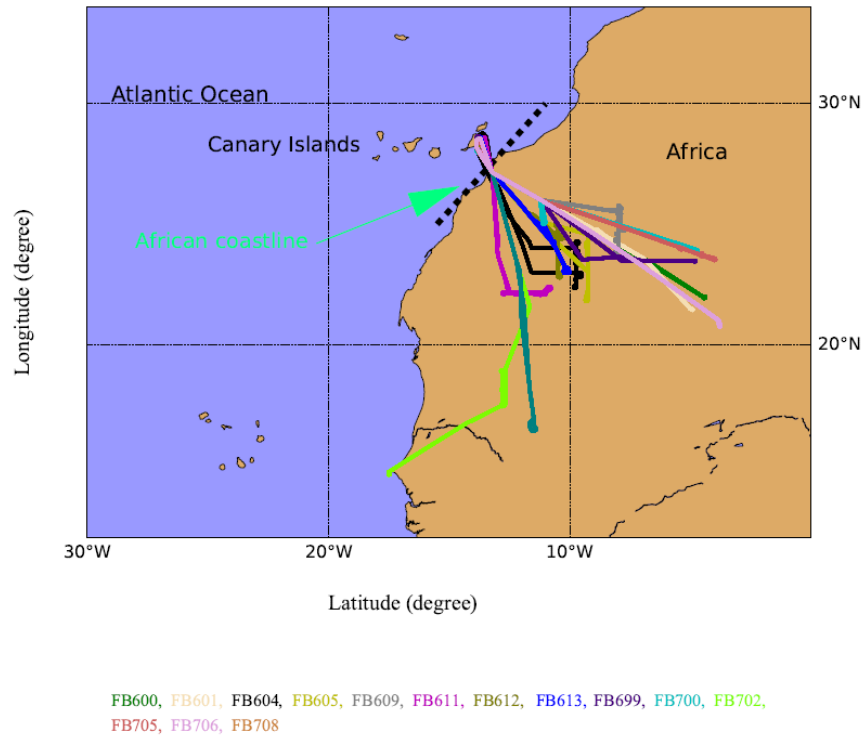 Atlantic Ocean
30°N
Canary Islands
Africa
African coastline
Longitude (degree)
20°N
30°W
20°W
10°W
Latitude (degree)
FB600, FB601, FB604, FB605, FB609, FB611, FB612, FB613, FB699, FB700, FB702,
FB705, FB706, FB708